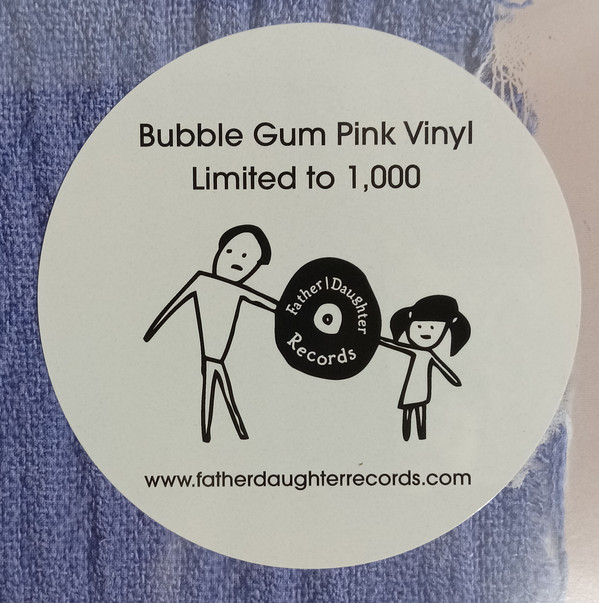 Bubble Gum Pink Vinyl
Limited to 1,000
Father|Daughter
Records
www.fatherdaughterrecords.com